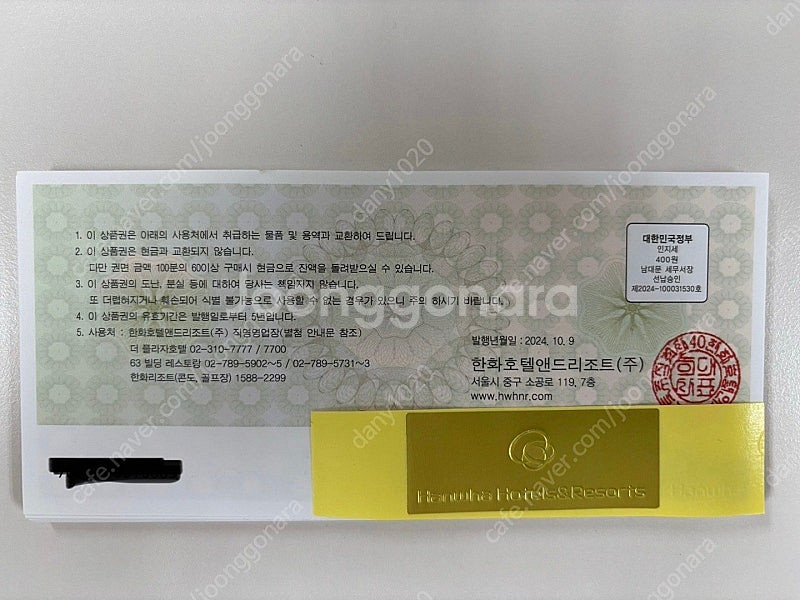 1. 이 상품권은 아래의 사용처에서 취급하는 물품 및 용역과 교환하여 드립니다.
2. 이 상품권은 현금과 교환되지 않습니다.
다만 권면 금액 100분의 60이상 구매시 현금으로 잔액을 돌려받으실 수 있습니다.
3. 이 상품권의 도난, 분실 등에 대하여 당사는 책임지지 않습니다.
또 더럽혀지거나 훼손되어 식별 불가능으로 사용할 수 없는 경우가 있으니 주의 하시기 바랍니다.
4. 이 상품권의 유효기간은 발행일로부터 5년입니다.
5. 사용처 : 한화호텔앤드리조트(주) 직영영업장(별첨 안내문 참조)
더 플라자호텔 02-310-7777 / 7700
63 빌딩 레스토랑 02-789-5902~5 / 02-789-5731~3
한화리조트(콘도, 골프장) 1588-2299
대한민국정부
인지세
400원
남대문 세무서장
선납승인
제2024-100031530호
발행년월일 : 2024. 10. 9
한화호텔앤드리조트(주)
서울시 중구 소공로 119, 7층
www.hwhnr.com
Hanwha Hotels&Resorts
joonggonara
dany1020
cafe.naver.com/joonggonara